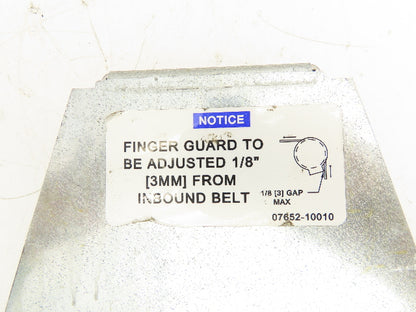 NOTICE
FINGER GUARD TO
BE ADJUSTED 1/8"
[3MM] FROM
INBOUND BELT
1/8 [3] GAP
MAX
07652-10010